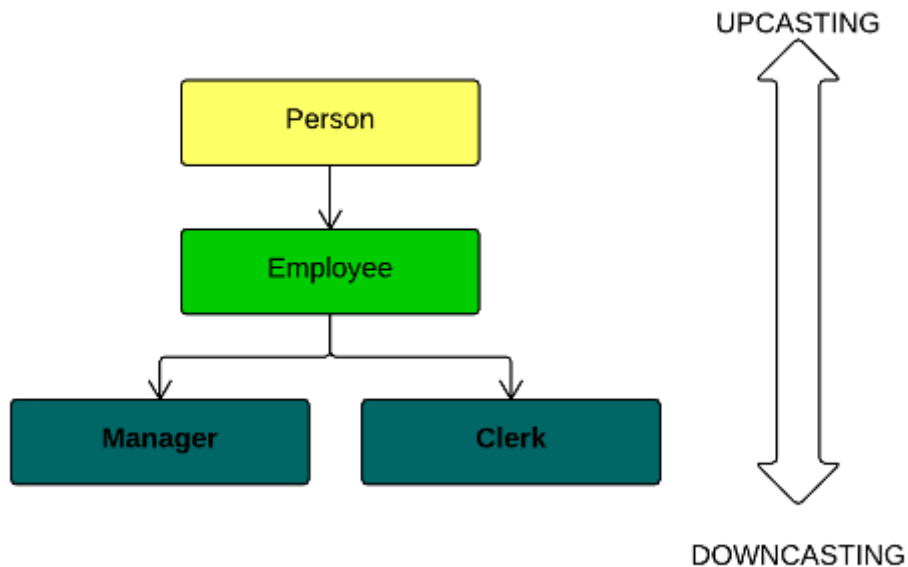 UPCASTING
Person
Employee
Manager
Clerk
DOWNCASTING